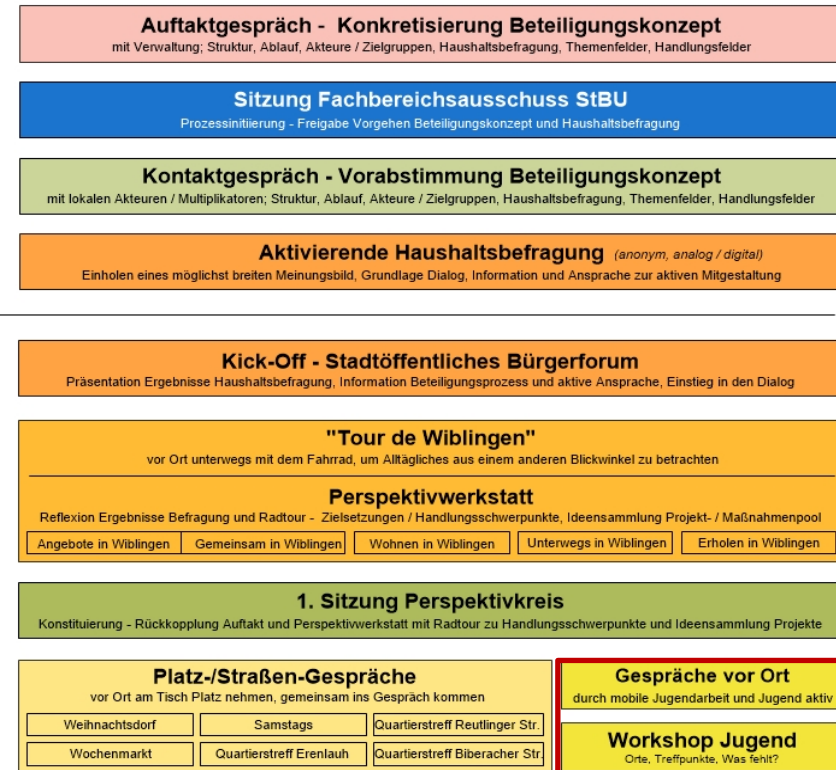 Auftaktgespräch - Konkretisierung Beteiligungskonzept
mit Verwaltung; Struktur, Ablauf, Akteure / Zielgruppen, Haushaltsbefragung, Themenfelder, Handlungsfelder
Sitzung Fachbereichsausschuss StBU
Prozessinitiierung - Freigabe Vorgehen Beteiligungskonzept und Haushaltsbefragung
Kontaktgespräch - Vorabstimmung Beteiligungskonzept
mit lokalen Akteuren / Multiplikatoren; Struktur, Ablauf, Akteure / Zielgruppen, Haushaltsbefragung, Themenfelder, Handlungsfelder
Aktivierende Haushaltsbefragung (anonym, analog / digital)
Einholen eines möglichst breiten Meinungsbild, Grundlage Dialog, Information und Ansprache zur aktiven Mitgestaltung
Kick-Off - Stadtöffentliches Bürgerforum
Präsentation Ergebnisse Haushaltsbefragung, Information Beteiligungsprozess und aktive Ansprache, Einstieg in den Dialog
"Tour de Wiblingen"
vor Ort unterwegs mit dem Fahrrad, um Alltägliches aus einem anderen Blickwinkel zu betrachten
Perspektivwerkstatt
Reflexion Ergebnisse Befragung und Radtour - Zielsetzungen / Handlungsschwerpunkte, Ideensammlung Projekt- / Maßnahmenpool
Angebote in Wiblingen Gemeinsam in Wiblingen Wohnen in Wiblingen Unterwegs in Wiblingen Erholen in Wiblingen
1. Sitzung Perspektivkreis
Konstituierung - Rückkopplung Auftakt und Perspektivwerkstatt mit Radtour zu Handlungsschwerpunkte und Ideensammlung Projekte
Platz-/Straßen-Gespräche
vor Ort am Tisch Platz nehmen, gemeinsam ins Gespräch kommen
Weihnachtsdorf Samstags Quartierstreff Reutlinger Str.
Wochenmarkt Quartierstreff Erenlauh Quartierstreff Biberacher Str.
Gespräche vor Ort
durch mobile Jugendarbeit und Jugend aktiv
Workshop Jugend
Orte, Treffpunkte, Was fehlt?